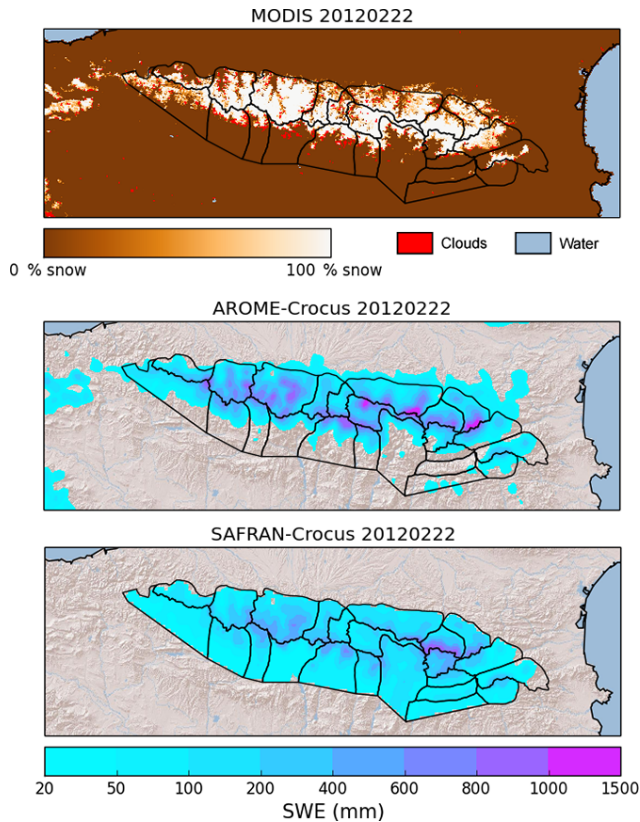 MODIS 20120222
0 % snow 100 % snow Clouds Water
AROME-Crocus 20120222
SAFRAN-Crocus 20120222
20 50 100 200 400 600 800 1000 1500
SWE (mm)